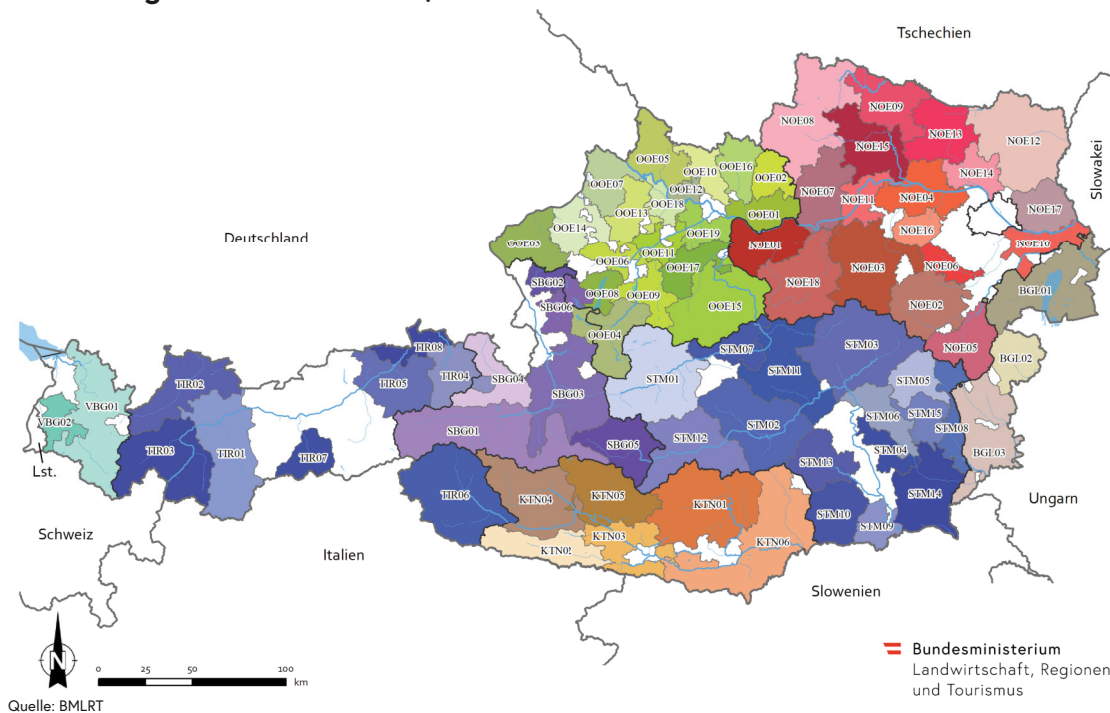 Tschechien
NOE08
NOE09
NOE15
NOE13
NOE12
NOE14
Slowakei
OOE05
OOE10
OOE16
OOE02
OOE07
OOE12
OOE18
OOE13
OOE14
OOE01
NOE07
NOE11
NOE04
NOE17
NOE16
NOE10
Deutschland
OOE03
OOE19
NOE01
OOE06
OOE11
OOE17
NOE03
NOE06
NOE18
SBG02
SBG06
OOE08
OOE09
OOE15
NOE02
BGL01
OOE04
NOE05
BGL02
TIR08
STM07
STM03
TIR02
TIR05
TIR04
SBG04
STM01
STM11
STM05
VBG01
VBG02
SBG03
STM06
STM15
STM08
SBG01
STM02
STM12
SBG05
STM04
BGL03
Lst.
TIR03
TIR01
TIR07
STM13
STM14
TIR06
KTN04
KTN05
KTN01
STM10
STM09
Ungarn
Schweiz
Italien
KTN02
KTN03
KTN06
Slowenien
N
0 25 50 100
km
Quelle: BMLRT
Bundesministerium
Landwirtschaft, Regionen
und Tourismus